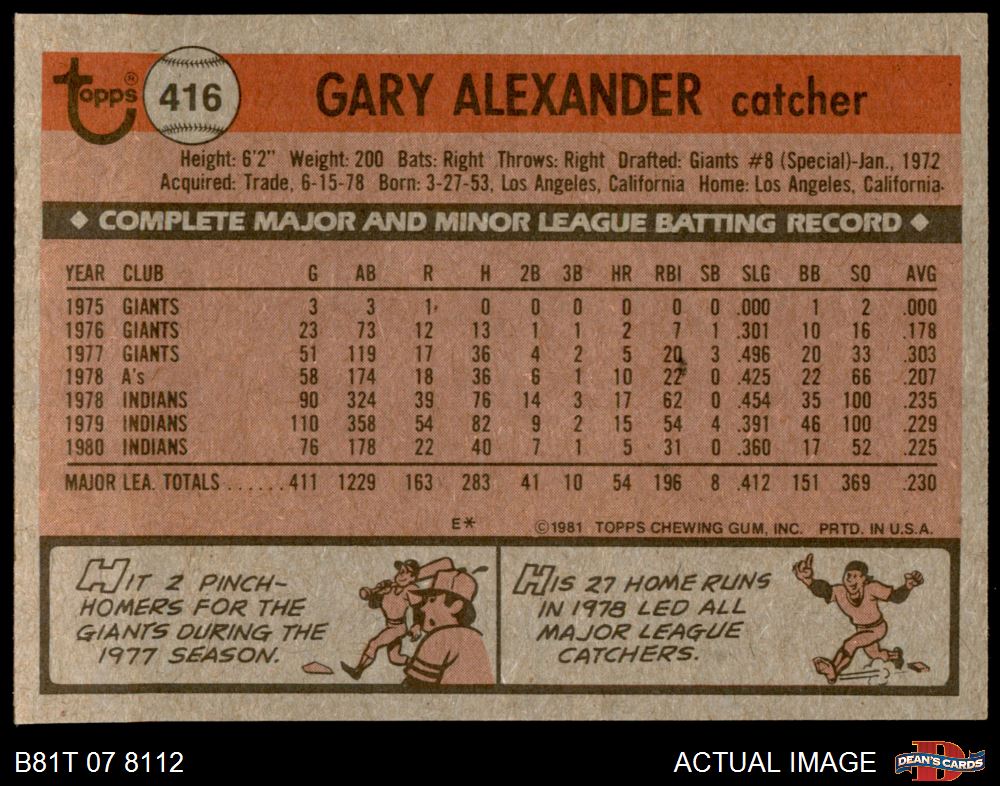 topps® 416 GARY ALEXANDER catcher
Height: 6'2" Weight: 200 Bats: Right Throws: Right Drafted: Giants #8 (Special)-Jan., 1972
Acquired: Trade, 6-15-78 Born: 3-27-53, Los Angeles, California Home: Los Angeles, California
◆ COMPLETE MAJOR AND MINOR LEAGUE BATTING RECORD ◆
YEAR CLUB G AB R H 2B 3B HR RBI SB SLG BB SO AVG
1975 GIANTS 3 3 1 0 0 0 0 0 0 .000 1 2 .000
1976 GIANTS 23 73 12 13 1 1 2 7 1 .301 10 16 .178
1977 GIANTS 51 119 17 36 4 2 5 20 3 .496 20 33 .303
1978 A's 58 174 18 36 6 1 10 22 0 .425 22 66 .207
1978 INDIANS 90 324 39 76 14 3 17 62 0 .454 35 100 .235
1979 INDIANS 110 358 54 82 9 2 15 54 4 .391 46 100 .229
1980 INDIANS 76 178 22 40 7 1 5 31 0 .360 17 52 .225
MAJOR LEA. TOTALS ......411 1229 163 283 41 10 54 196 8 .412 151 369 .230
E* ©1981 TOPPS CHEWING GUM, INC. PRTD. IN U.S.A.
HIT 2 PINCH-
HOMERS FOR THE
GIANTS DURING THE
1977 SEASON.
HIS 27 HOME RUNS
IN 1978 LED ALL
MAJOR LEAGUE
CATCHERS.
B81T 07 8112 ACTUAL IMAGE DEAN'S CARDS